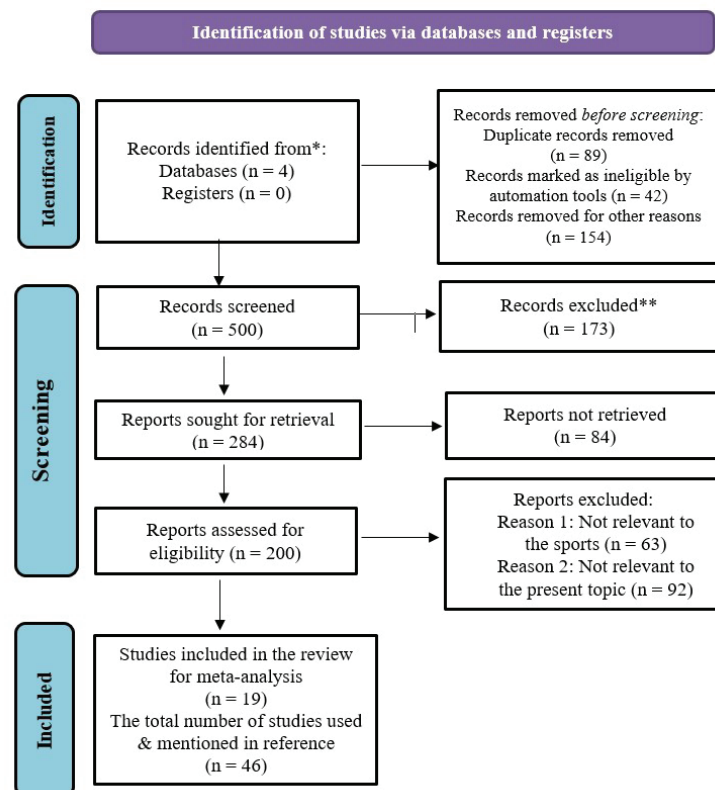 Identification of studies via databases and registers
Identification
Records identified from*:
Databases (n = 4)
Registers (n = 0)
Records removed before screening:
Duplicate records removed
(n = 89)
Records marked as ineligible by
automation tools (n = 42)
Records removed for other reasons
(n = 154)
Screening
Records screened
(n = 500)
Records excluded**
(n = 173)
Reports sought for retrieval
(n = 284)
Reports not retrieved
(n = 84)
Reports assessed for
eligibility (n = 200)
Reports excluded:
Reason 1: Not relevant to
the sports (n = 63)
Reason 2: Not relevant to
the present topic (n = 92)
Included
Studies included in the review
for meta-analysis
(n = 19)
The total number of studies used
& mentioned in reference
(n = 46)